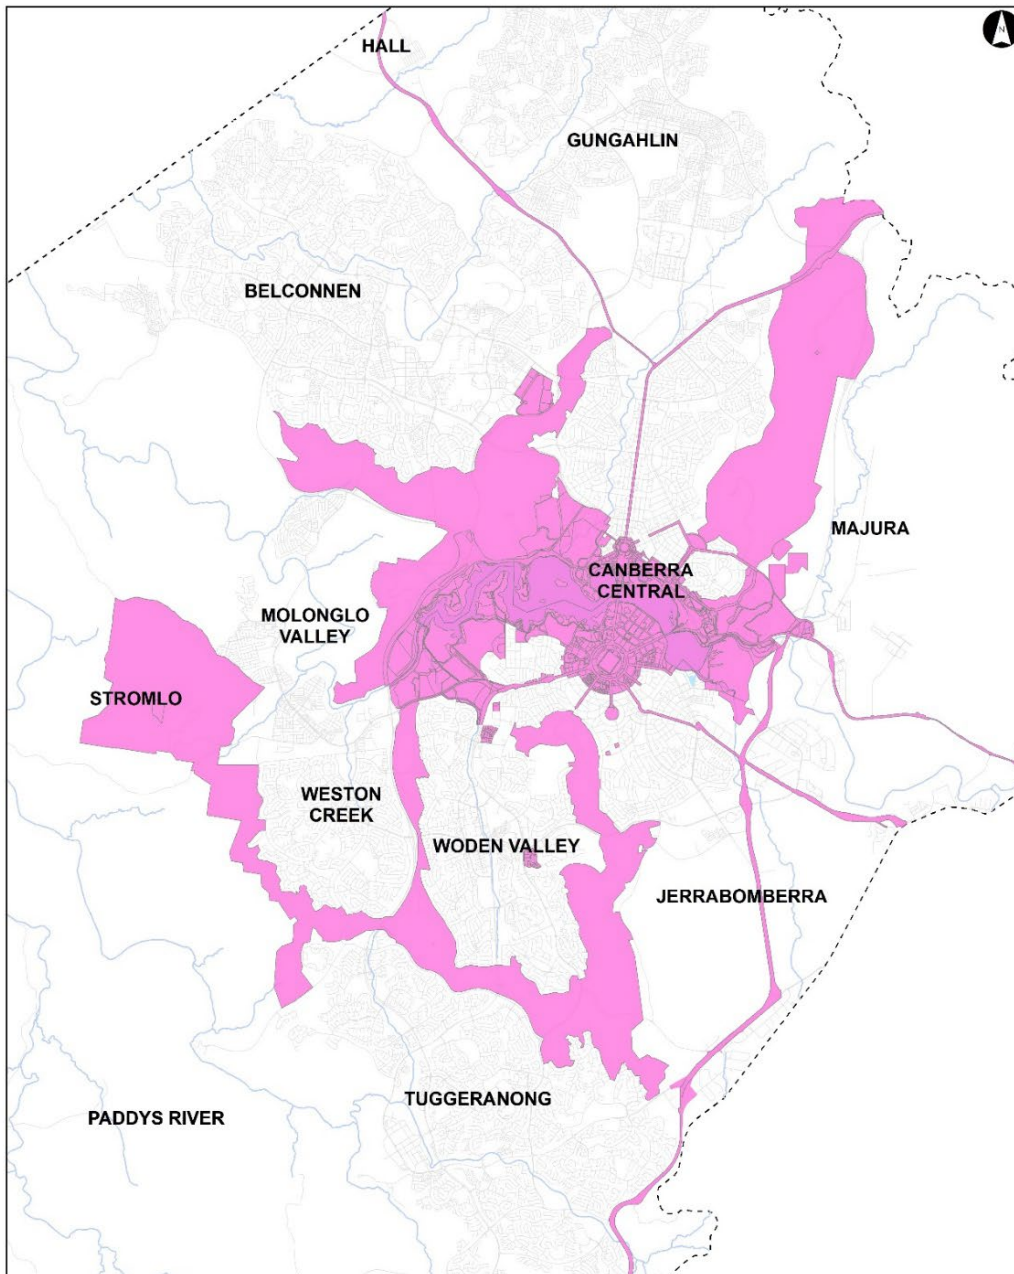 N
HALL
GUNGAHLIN
BELCONNEN
MAJURA
CANBERRA
CENTRAL
MOLONGLO
VALLEY
STROMLO
WESTON
CREEK
WODEN VALLEY
JERRABOMBERRA
TUGGERANONG
PADDYS RIVER